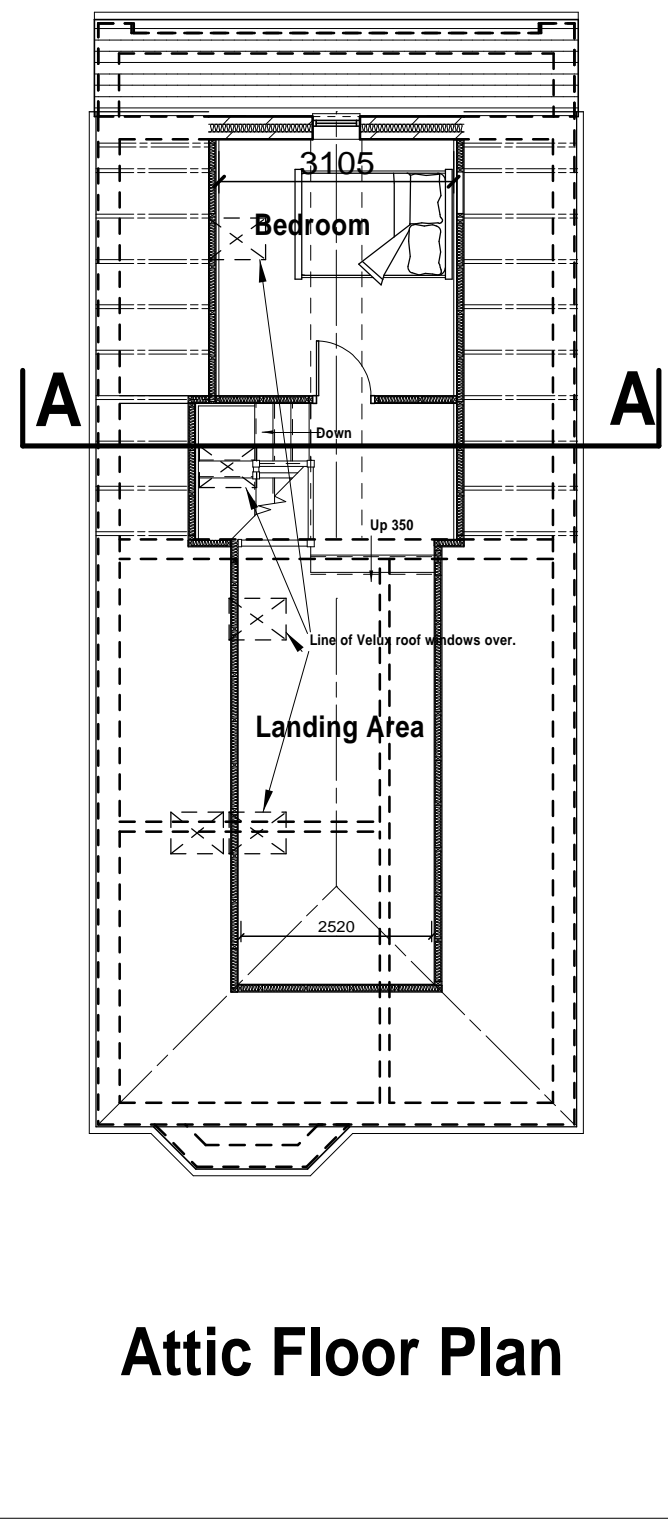 3105
Bedroom
A
A
Down
Up 350
Line of Velux roof windows over.
Landing Area
2520
Attic Floor Plan